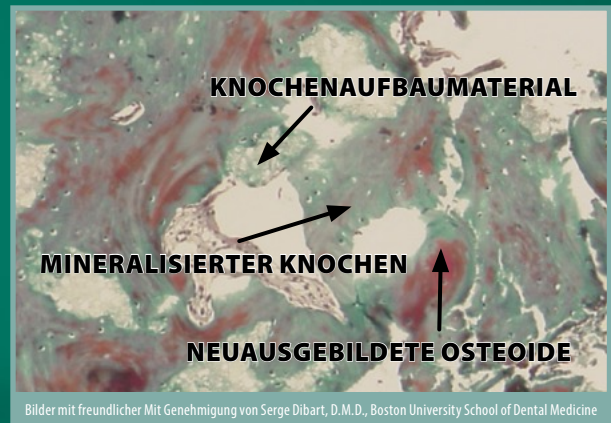 KNOCHENAUFBAUMATERIAL
MINERALISIERTER KNOCHEN
NEUAUSGEBILDETE OSTEOIDE
Bilder mit freundlicher Mit Genehmigung von Serge Dibart, D.M.D., Boston University School of Dental Medicine